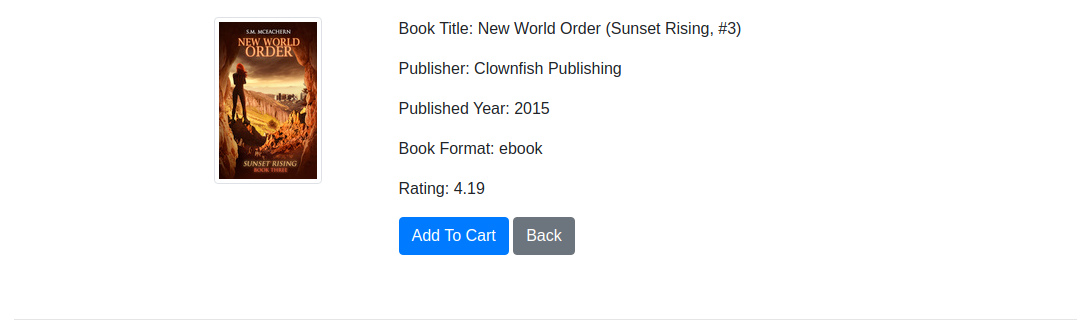 S.M. MCEACHERN
NEW WORLD
ORDER
SUNSET RISING
BOOK THREE
Book Title: New World Order (Sunset Rising, #3)
Publisher: Clownfish Publishing
Published Year: 2015
Book Format: ebook
Rating: 4.19
Add To Cart
Back